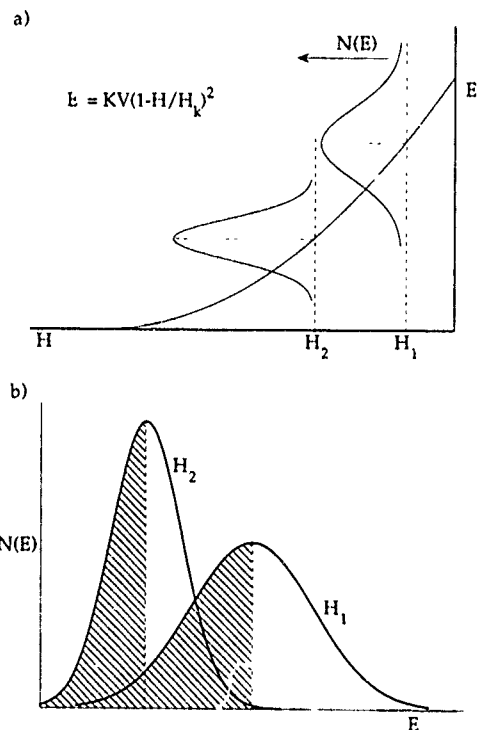 a)
N(E)
E = KV(1-H/H_k)^2
E
H
H_2
H_1
b)
H_2
N(E)
H_1
E